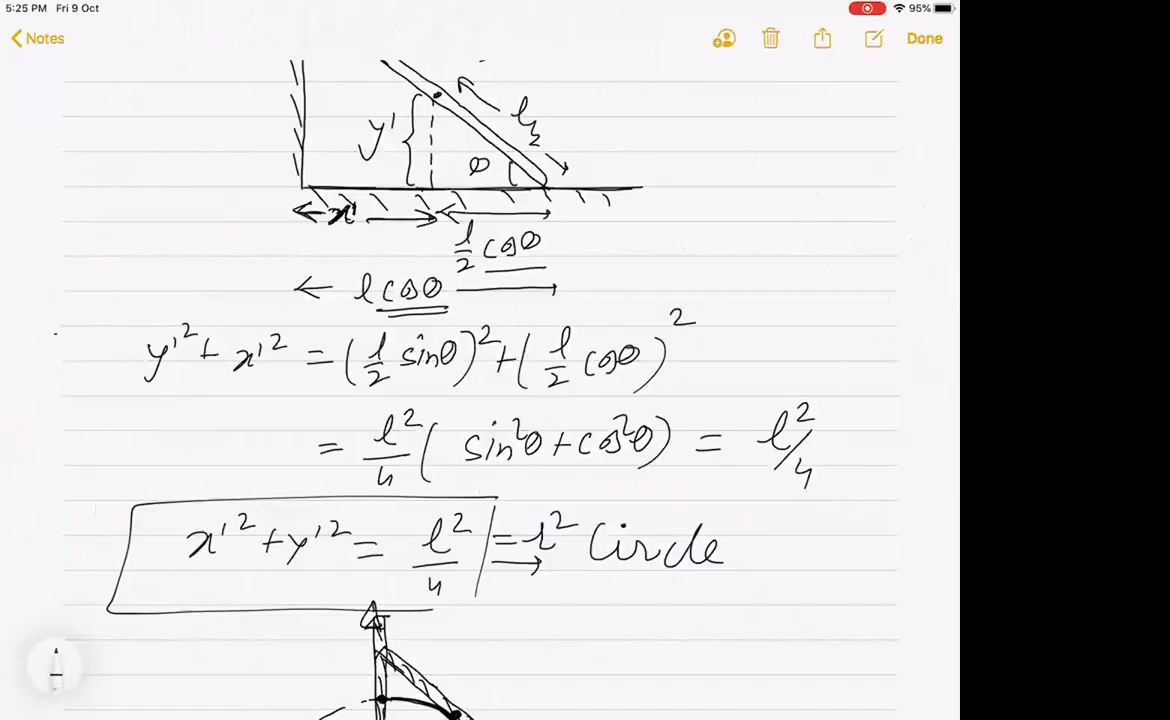 5:25 PM Fri 9 Oct 95%
Notes Done
y' l/2
θ
x'
l/2 cosθ
l cosθ
y'² + x'² = (l/2 sinθ)² + (l/2 cosθ)²
= l²/4 ( sin²θ + cos²θ) = l²/4
x'² + y'² = l²/4 = r² Circle